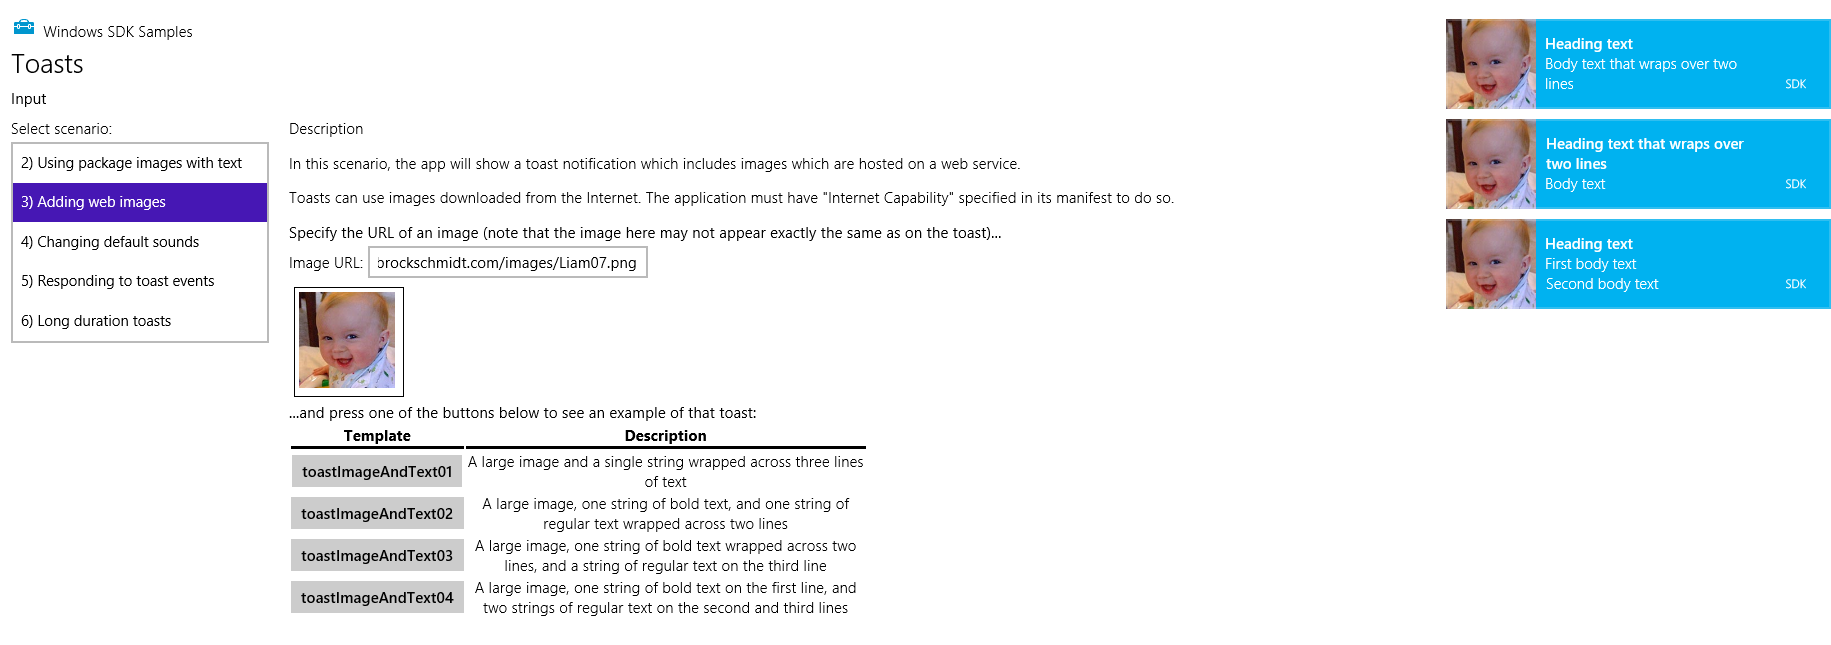 Windows SDK Samples
Toasts
Input
Select scenario:
2) Using package images with text
3) Adding web images
4) Changing default sounds
5) Responding to toast events
6) Long duration toasts
Description
In this scenario, the app will show a toast notification which includes images which are hosted on a web service.
Toasts can use images downloaded from the Internet. The application must have "Internet Capability" specified in its manifest to do so.
Specify the URL of an image (note that the image here may not appear exactly the same as on the toast)...
Image URL: brockschmidt.com/images/Liam07.png
...and press one of the buttons below to see an example of that toast:
Template Description
toastImageAndText01 A large image and a single string wrapped across three lines
of text
toastImageAndText02 A large image, one string of bold text, and one string of
regular text wrapped across two lines
toastImageAndText03 A large image, one string of bold text wrapped across two
lines, and a string of regular text on the third line
toastImageAndText04 A large image, one string of bold text on the first line, and
two strings of regular text on the second and third lines
Heading text
Body text that wraps over two
lines
SDK
Heading text that wraps over
two lines
Body text
SDK
Heading text
First body text
Second body text
SDK